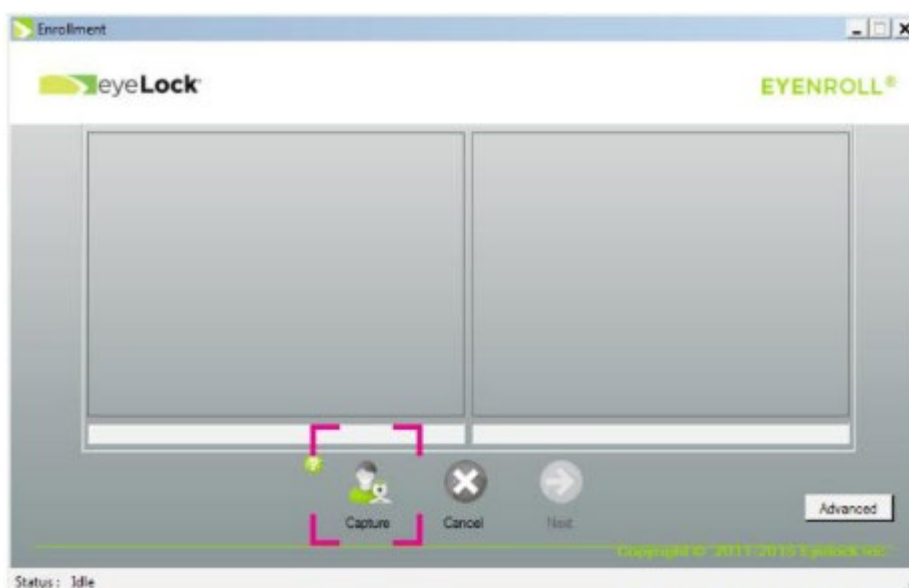 Enrollment
eyeLock
EYENROLL®
?
Capture
Cancel
Next
Advanced
Copyright © 2011-2015 Eyelock Inc.
Status: Idle